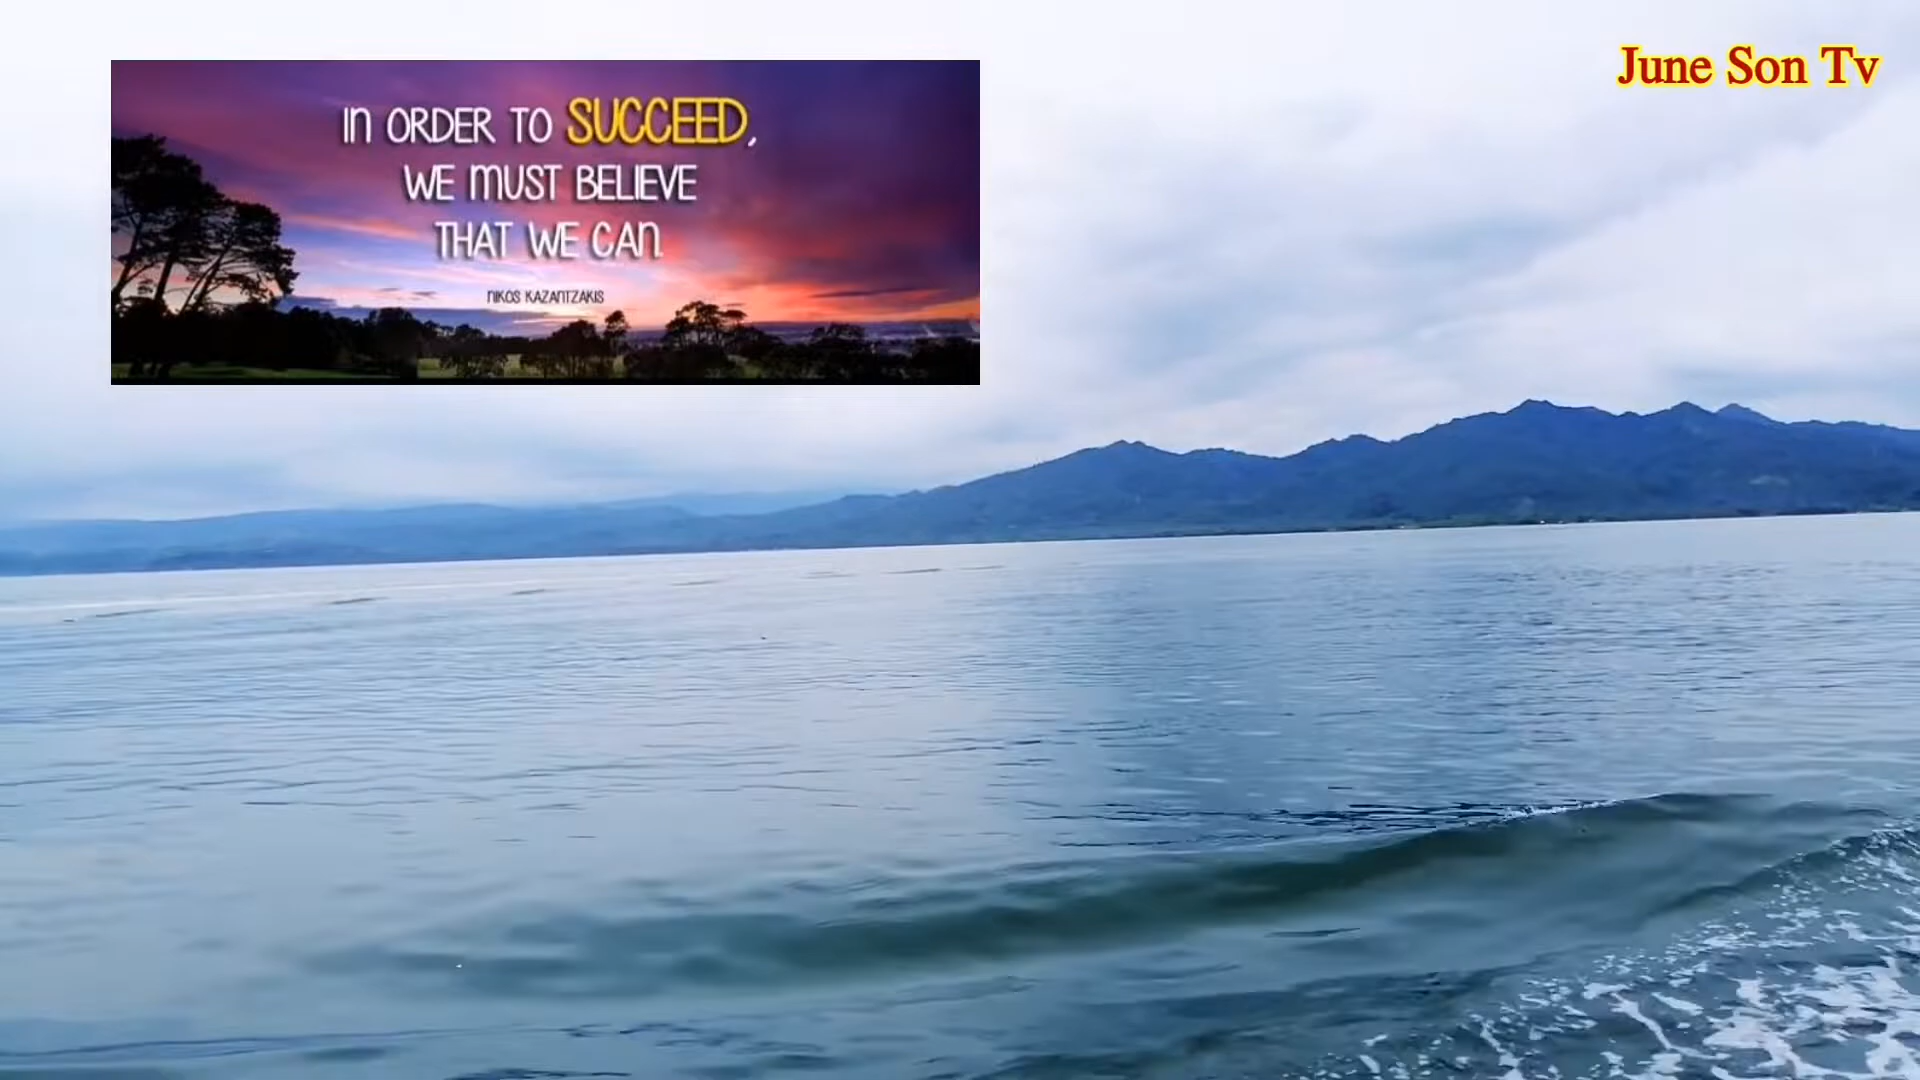 June Son Tv
IN ORDER TO SUCCEED,
WE MUST BELIEVE
THAT WE CAN.
NIKOS KAZANTZAKIS